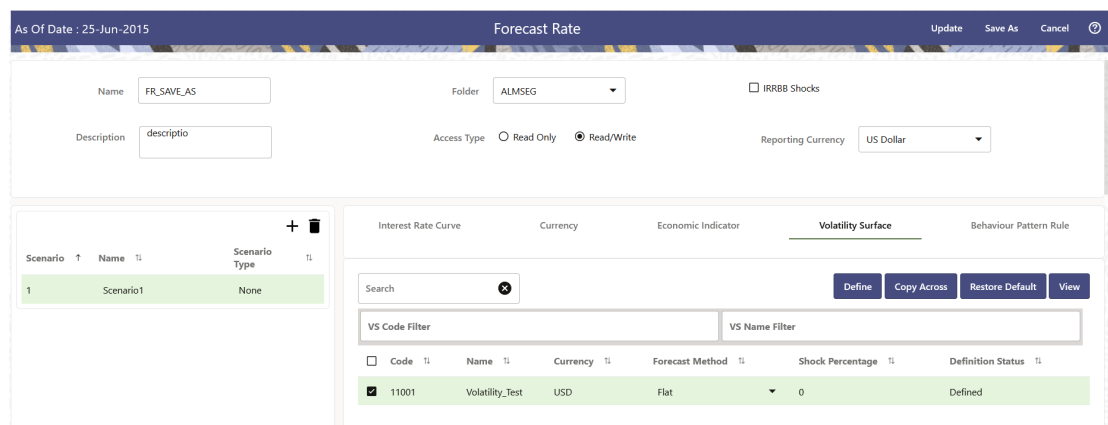 As Of Date : 25-Jun-2015 Forecast Rate Update Save As Cancel ?
Name FR_SAVE_AS Folder ALMSEG IRRBB Shocks
Description descriptio Access Type Read Only Read/Write Reporting Currency US Dollar
Interest Rate Curve Currency Economic Indicator Volatility Surface Behaviour Pattern Rule
Scenario Name Scenario Type
1 Scenario1 None
Search Define Copy Across Restore Default View
VS Code Filter VS Name Filter
Code Name Currency Forecast Method Shock Percentage Definition Status
11001 Volatility_Test USD Flat 0 Defined